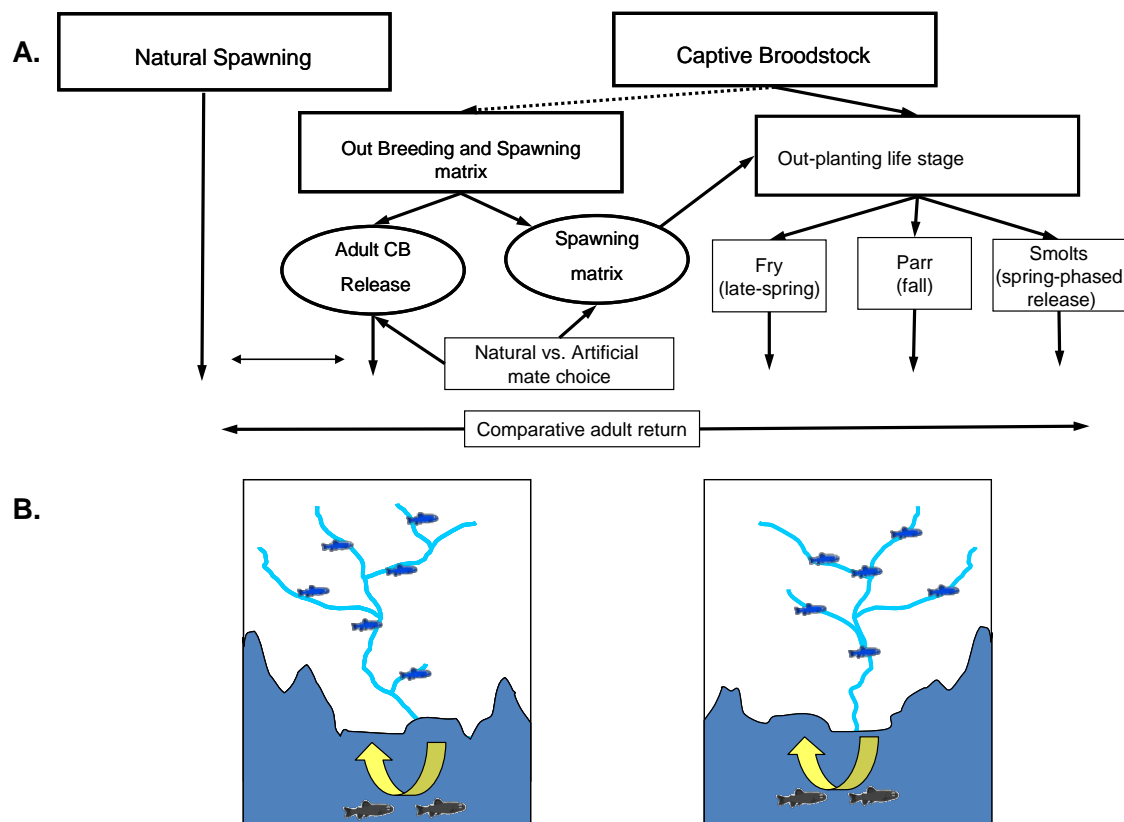 A.
Natural Spawning
Captive Broodstock
Out Breeding and Spawning
matrix
Out-planting life stage
Adult CB
Release
Spawning
matrix
Fry
(late-spring)
Parr
(fall)
Smolts
(spring-phased
release)
Natural vs. Artificial
mate choice
Comparative adult return
B.